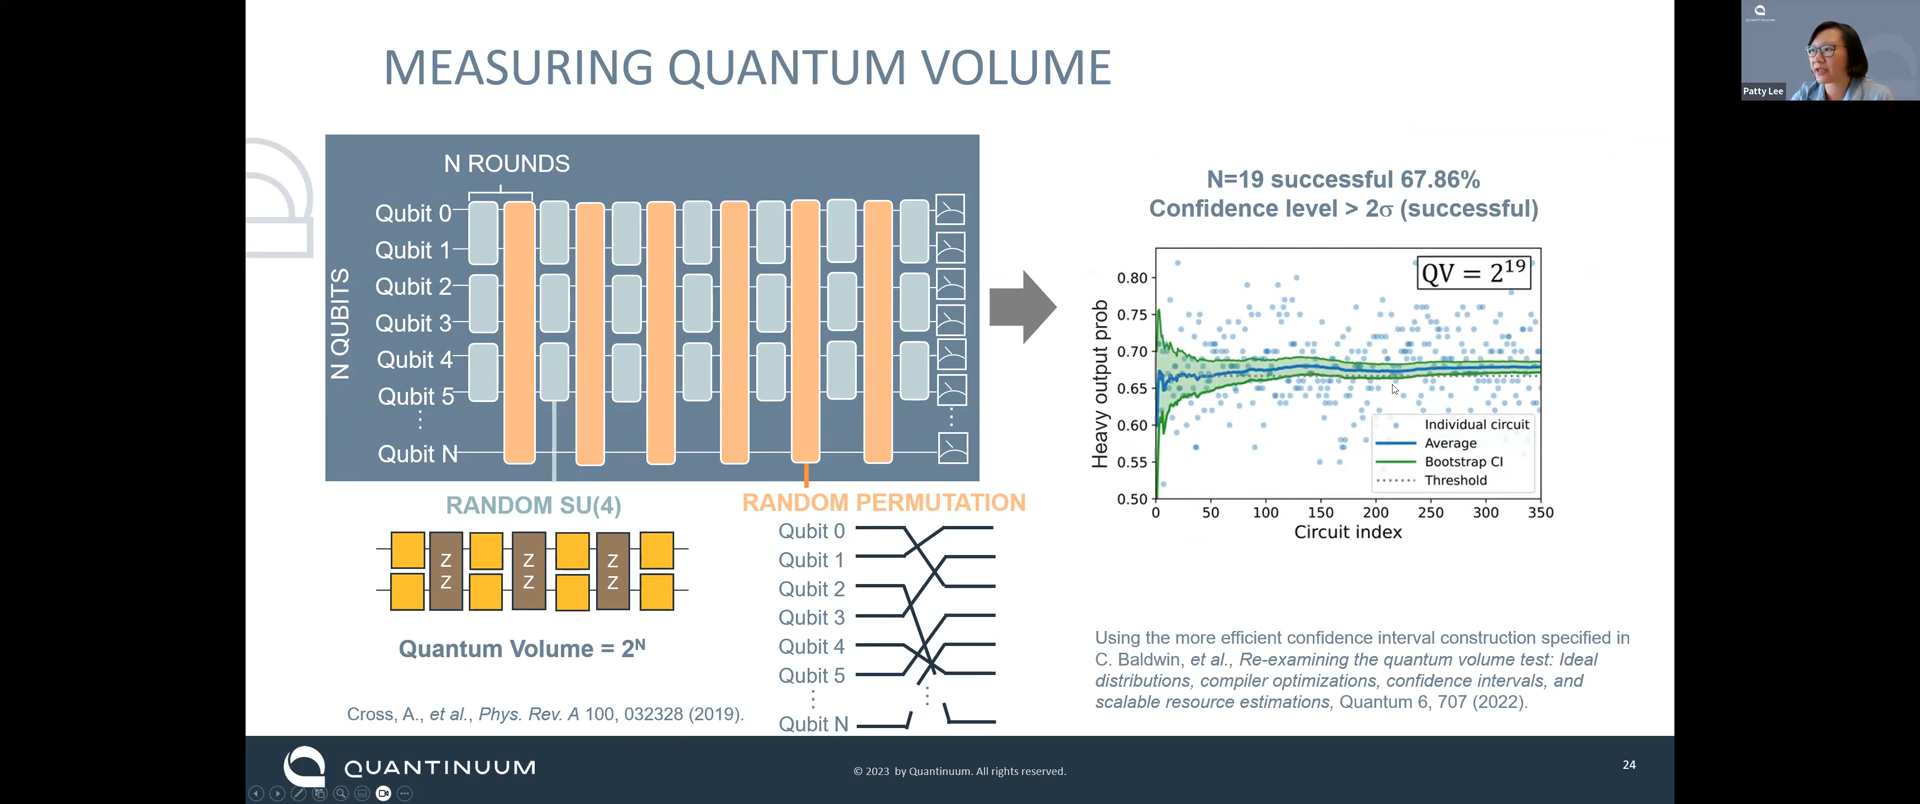 MEASURING QUANTUM VOLUME
N ROUNDS
N QUBITS
Qubit 0
Qubit 1
Qubit 2
Qubit 3
Qubit 4
Qubit 5
Qubit N
RANDOM SU(4)
Z Z Z
Z Z Z
Quantum Volume = 2ᴺ
Cross, A., et al., Phys. Rev. A 100, 032328 (2019).
RANDOM PERMUTATION
Qubit 0
Qubit 1
Qubit 2
Qubit 3
Qubit 4
Qubit 5
Qubit N
N=19 successful 67.86%
Confidence level > 2σ (successful)
QV = 2¹⁹
Heavy output prob
0.80
0.75
0.70
0.65
0.60
0.55
0.50
Individual circuit
Average
Bootstrap CI
Threshold
0 50 100 150 200 250 300 350
Circuit index
Using the more efficient confidence interval construction specified in
C. Baldwin, et al., Re-examining the quantum volume test: Ideal
distributions, compiler optimizations, confidence intervals, and
scalable resource estimations, Quantum 6, 707 (2022).
QUANTINUUM
© 2023 by Quantinuum. All rights reserved.
24
Patty Lee